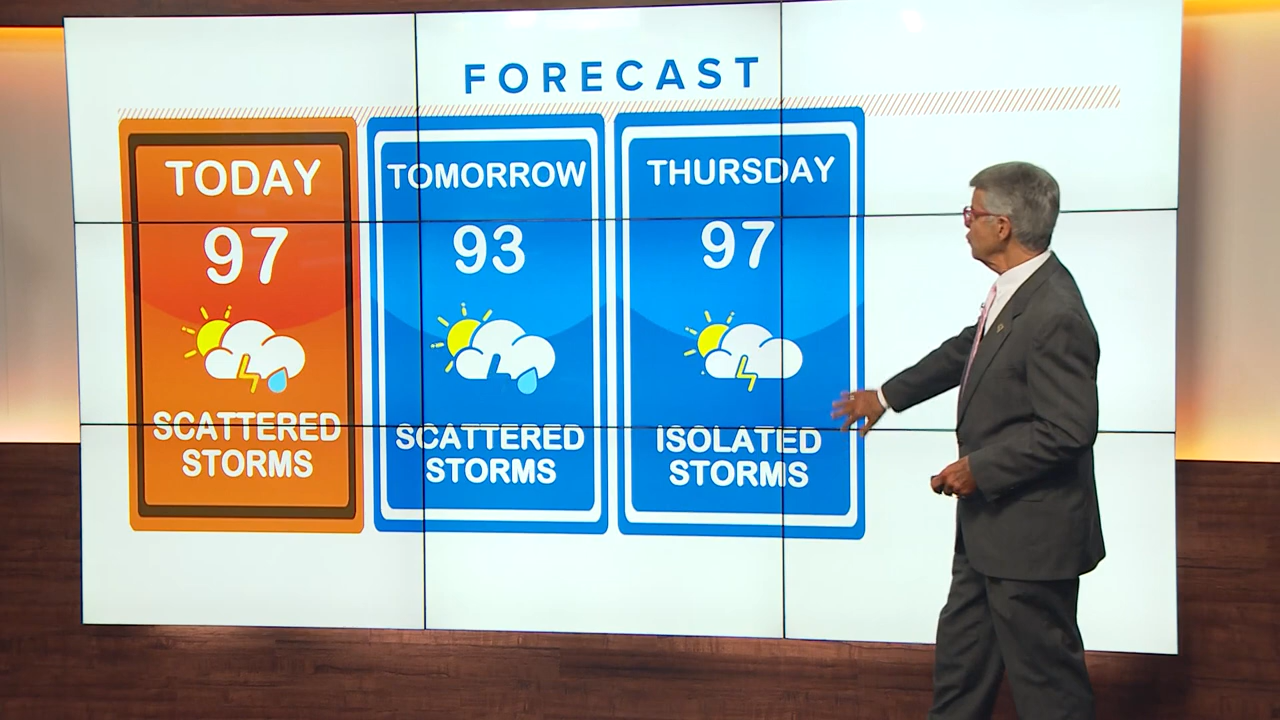 FORECAST
TODAY
97
SCATTERED
STORMS
TOMORROW
93
SCATTERED
STORMS
THURSDAY
97
ISOLATED
STORMS